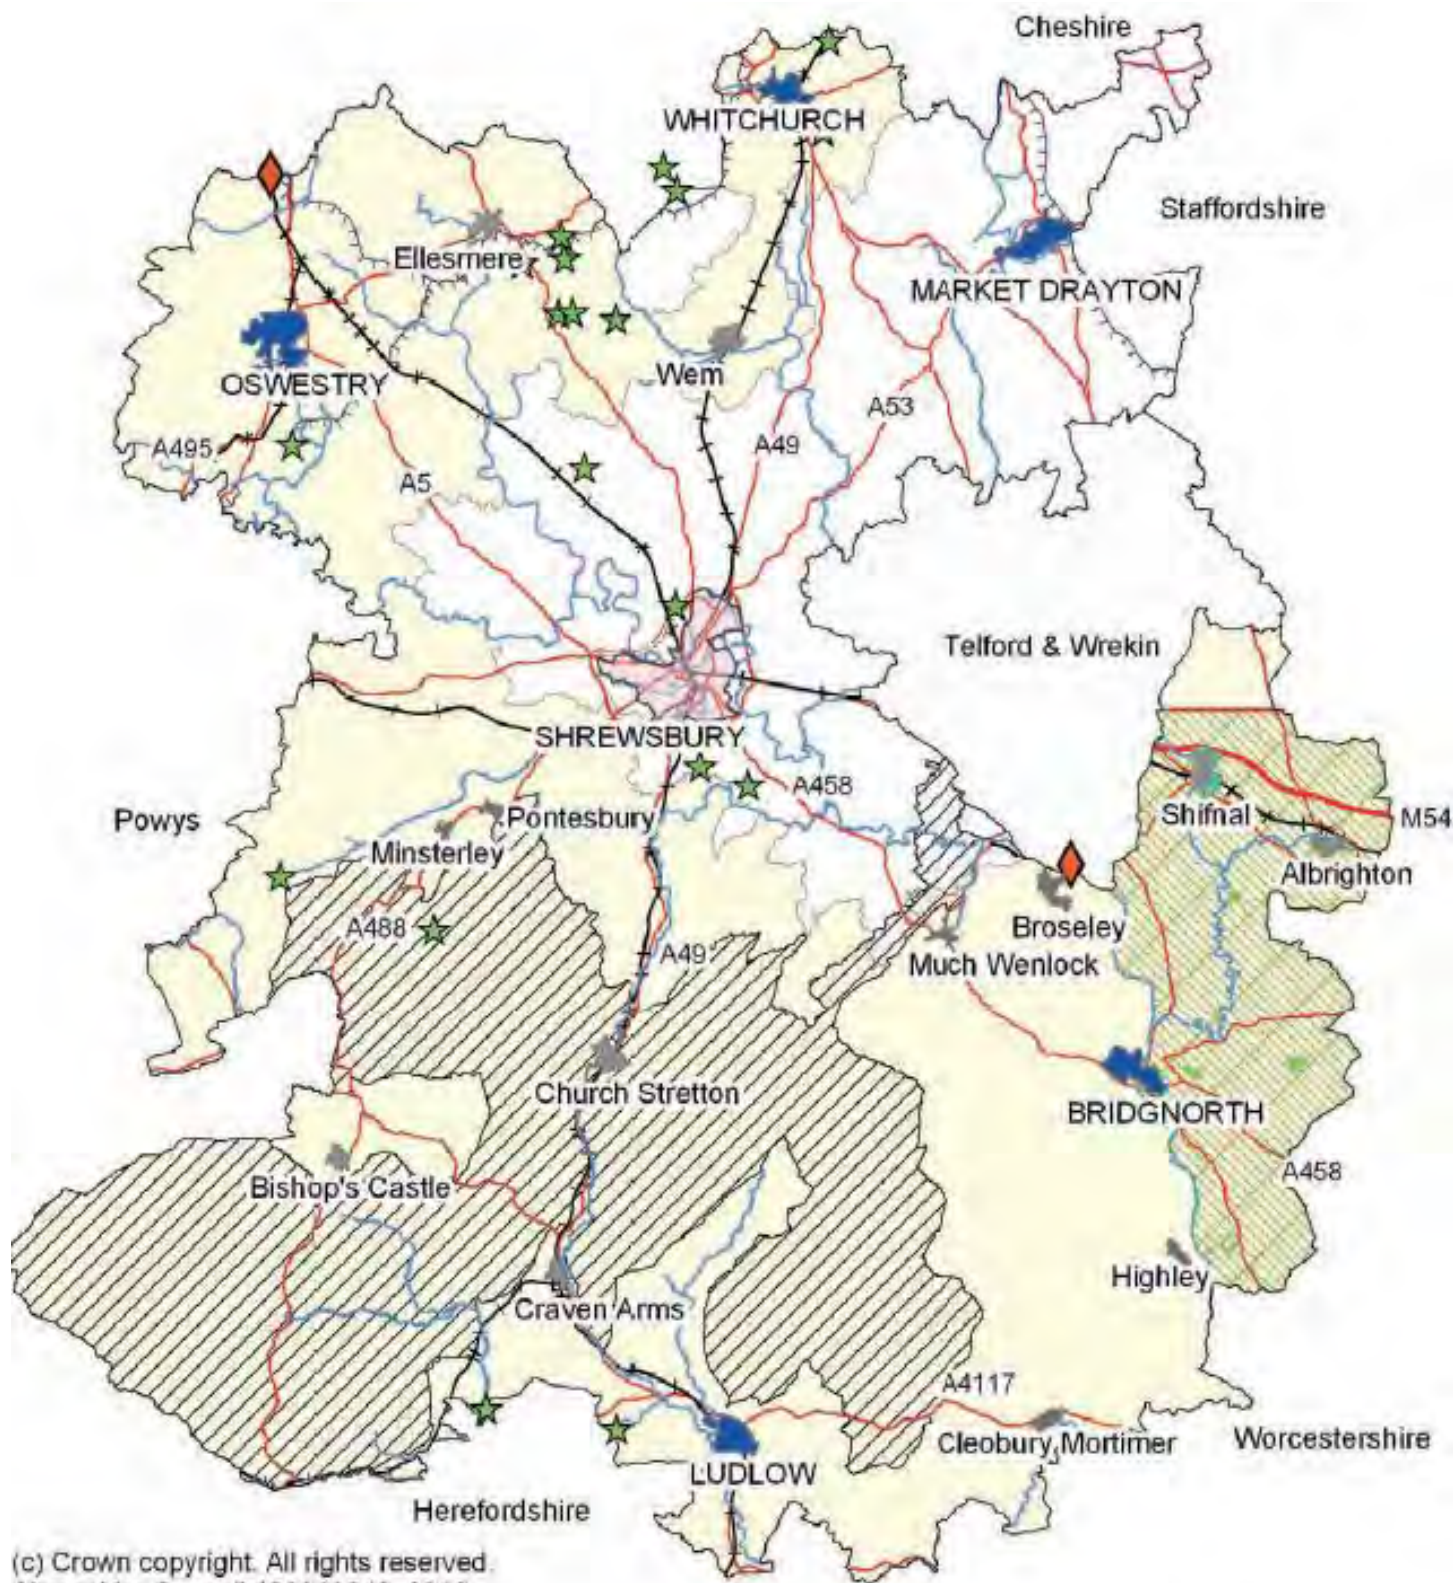 Cheshire
WHITCHURCH
Staffordshire
Ellesmere
MARKET DRAYTON
OSWESTRY
Wem
A53
A495
A49
A5
Telford & Wrekin
SHREWSBURY
A458
Powys
Pontesbury
Shifnal
M54
Minsterley
Albrighton
A488
Broseley
A49
Much Wenlock
Church Stretton
BRIDGNORTH
A458
Bishop's Castle
Highley
Craven Arms
A4117
Cleobury Mortimer
Worcestershire
LUDLOW
Herefordshire
(c) Crown copyright. All rights reserved.